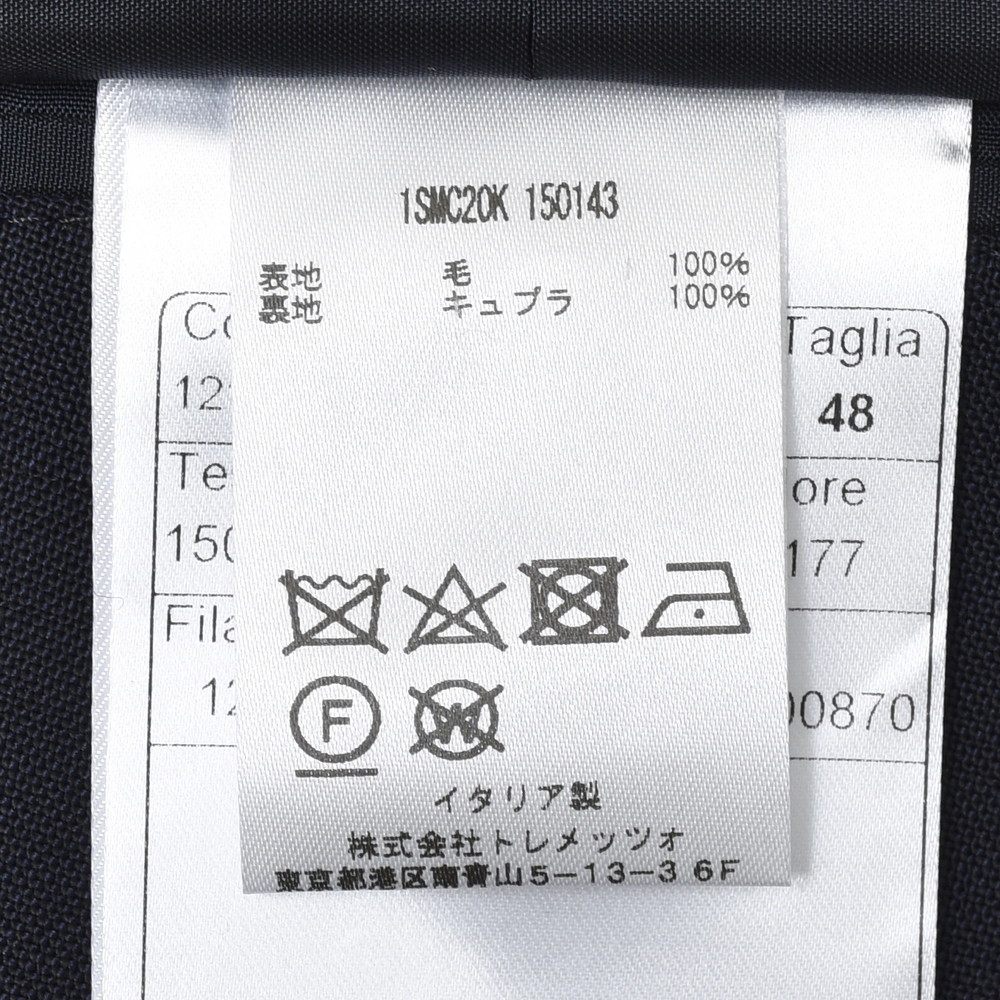 1SMC20K 150143
表地 毛 100%
裏地 キュプラ 100%
Taglia
12
48
Te
ore
150
177
Fila
12
00870
F
W
イタリア製
株式会社トレメッツォ
東京都港区南青山5-13-3 6F